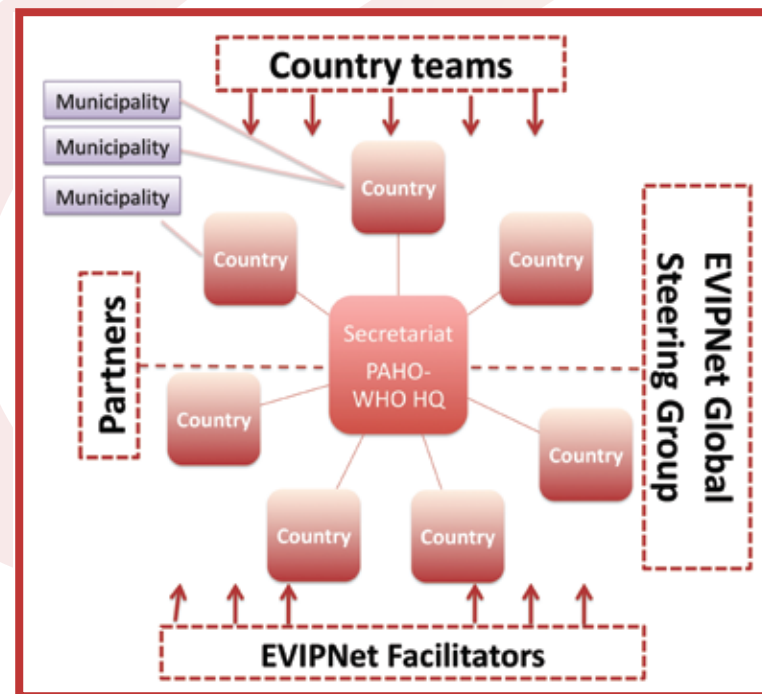 Country teams
Municipality
Municipality
Municipality
Country
Country
Country
Partners
Secretariat
PAHO-
WHO HQ
EVIPNet Global
Steering Group
Country
Country
Country
Country
EVIPNet Facilitators